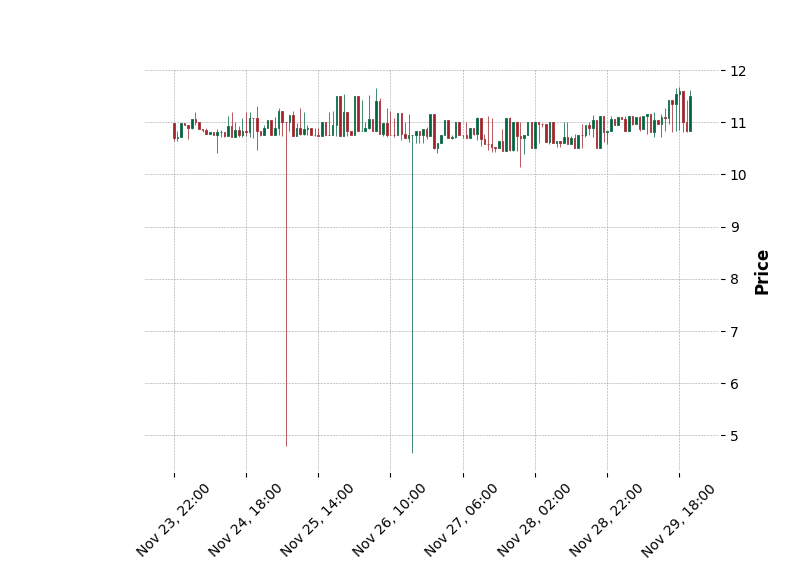 12
11
10
9
8
7
6
5
Price
Nov 23, 22:00
Nov 24, 18:00
Nov 25, 14:00
Nov 26, 10:00
Nov 27, 06:00
Nov 28, 02:00
Nov 28, 22:00
Nov 29, 18:00